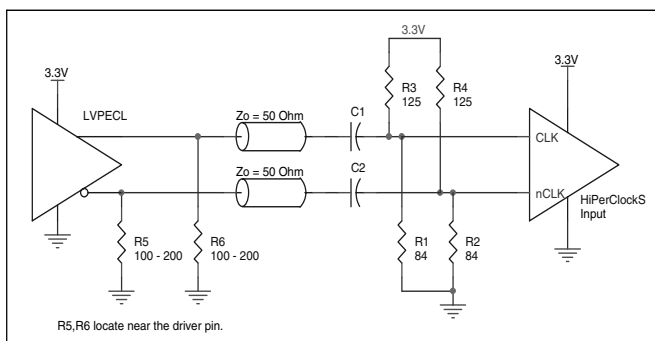 3.3V
3.3V
3.3V
LVPECL
R3
125
R4
125
Zo = 50 Ohm
C1
CLK
Zo = 50 Ohm
C2
nCLK
HiPerClockS
Input
R5
100 - 200
R6
100 - 200
R1
84
R2
84
R5,R6 locate near the driver pin.